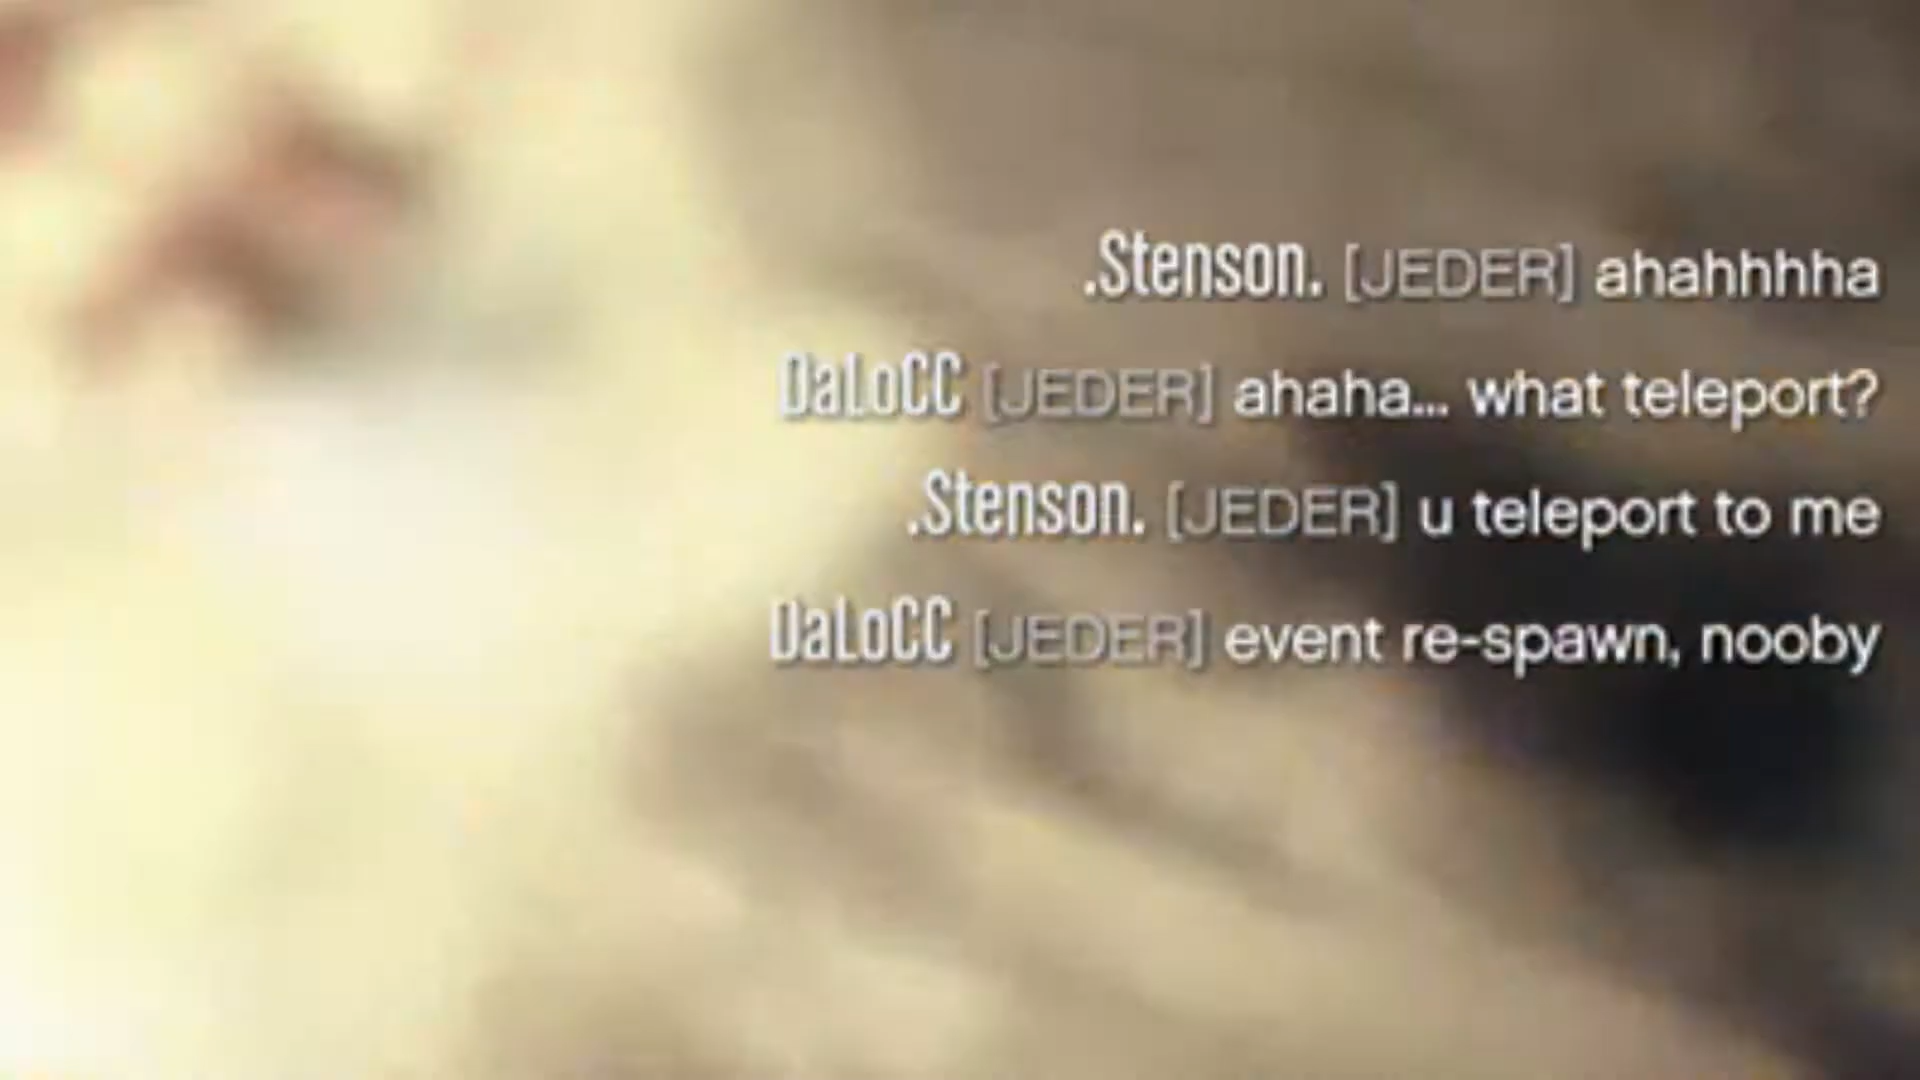 .Stenson. [JEDER] ahahhhha
DaLoCC [JEDER] ahaha... what teleport?
.Stenson. [JEDER] u teleport to me
DaLoCC [JEDER] event re-spawn, nooby